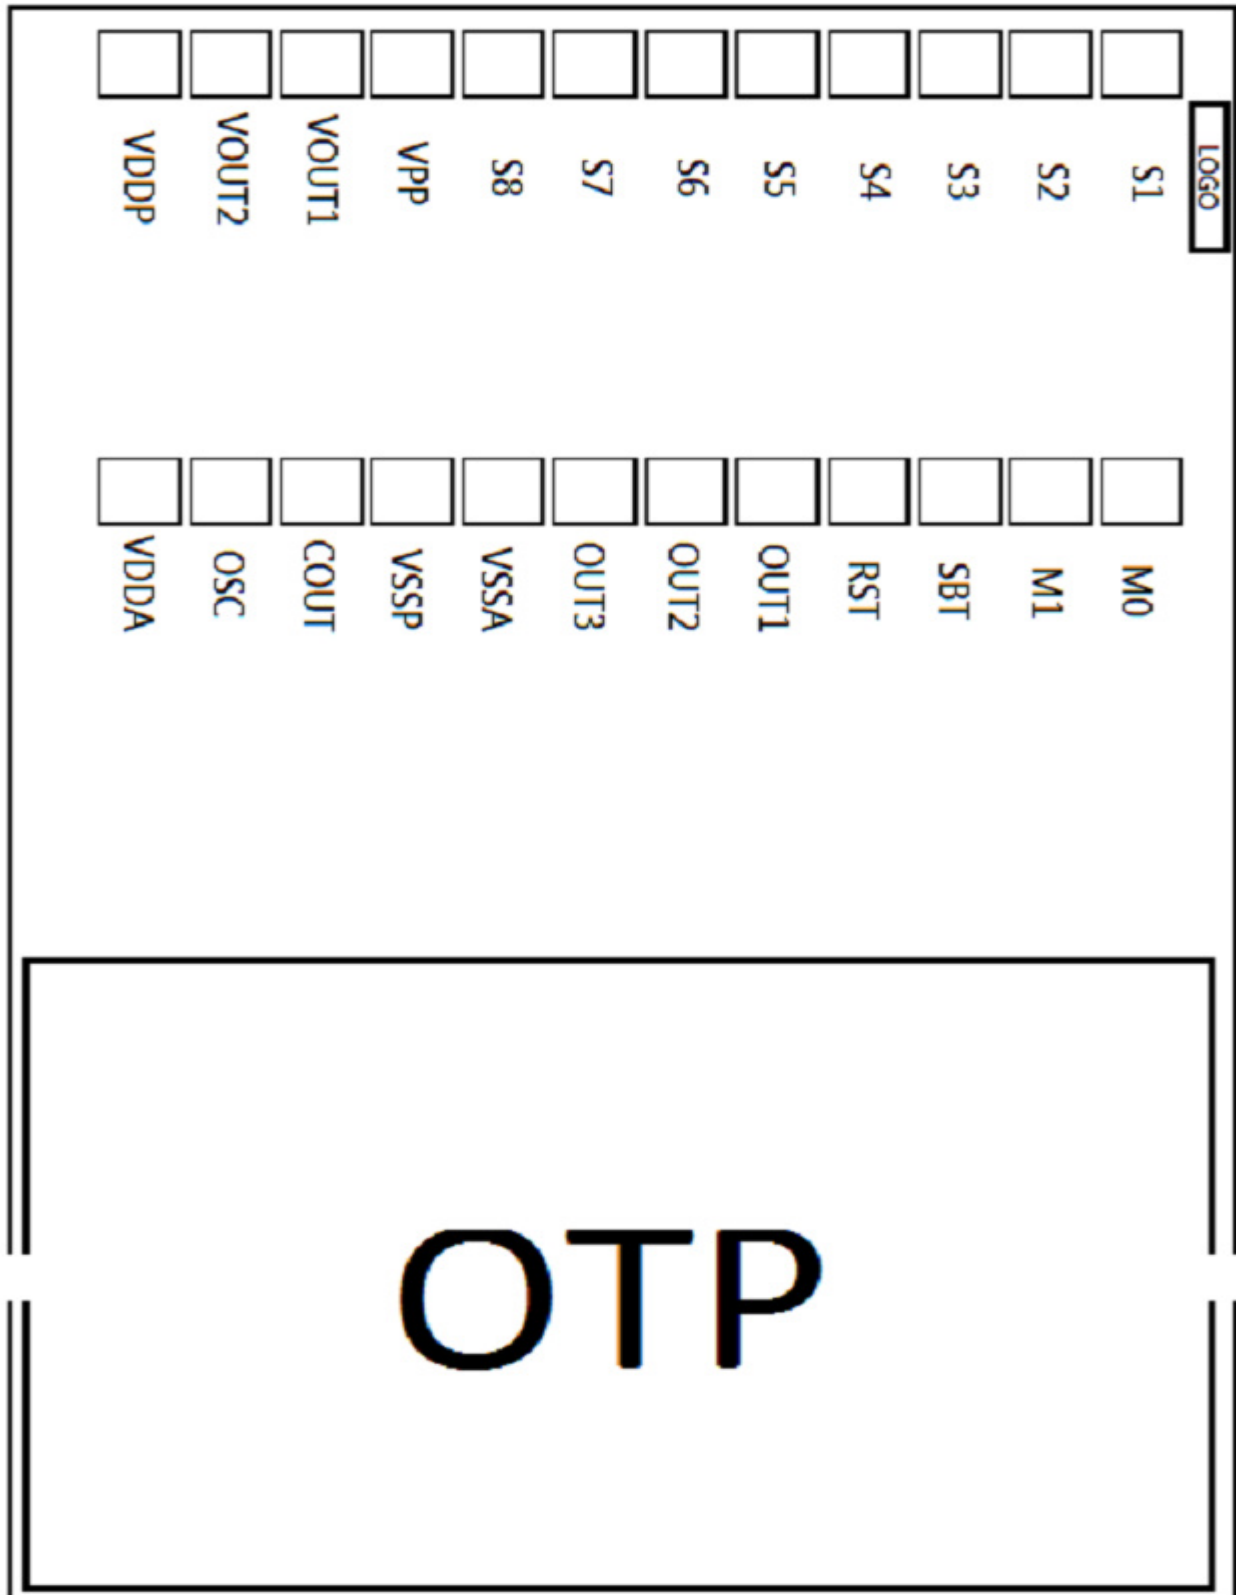 VDDP
VOUT2
VOUT1
VPP
S8
S7
S6
S5
S4
S3
S2
S1
LOGO
VDDA
OSC
COUT
VSSP
VSSA
OUT3
OUT2
OUT1
RST
SBT
M1
M0
OTP